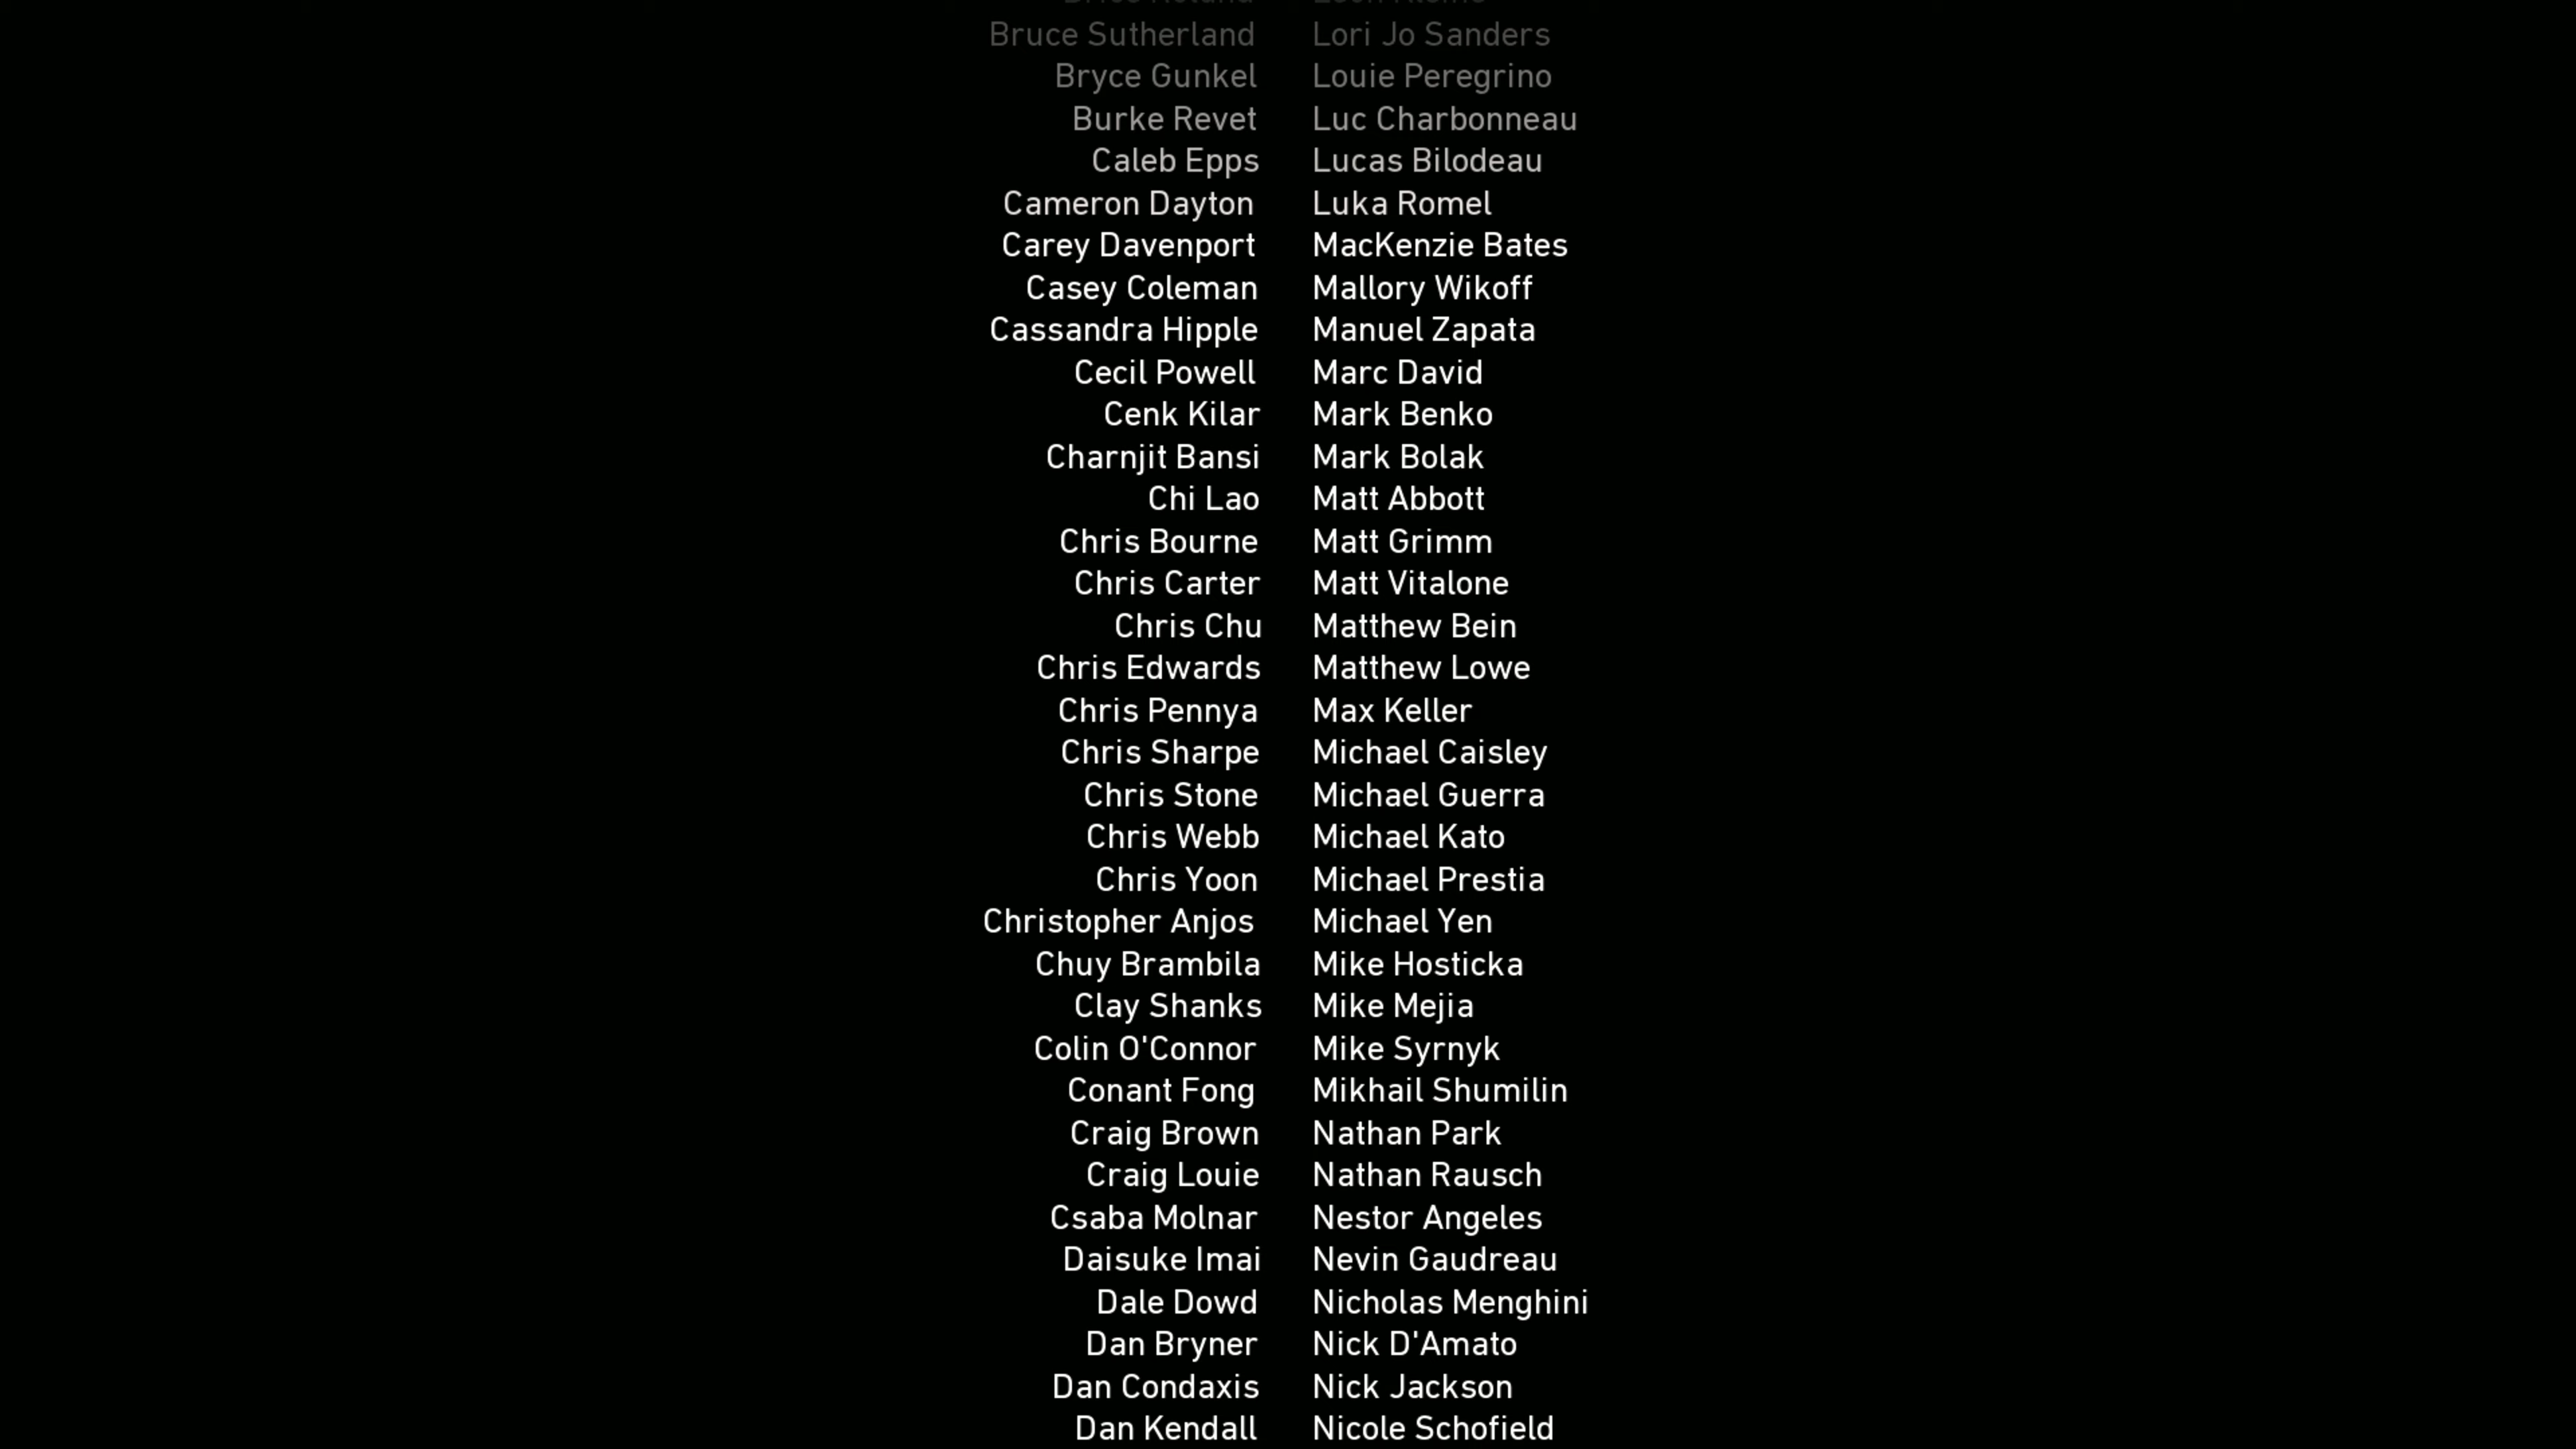 Bruce Sutherland Lori Jo Sanders
Bryce Gunkel Louie Peregrino
Burke Revet Luc Charbonneau
Caleb Epps Lucas Bilodeau
Cameron Dayton Luka Romel
Carey Davenport MacKenzie Bates
Casey Coleman Mallory Wikoff
Cassandra Hipple Manuel Zapata
Cecil Powell Marc David
Cenk Kilar Mark Benko
Charnjit Bansi Mark Bolak
Chi Lao Matt Abbott
Chris Bourne Matt Grimm
Chris Carter Matt Vitalone
Chris Chu Matthew Bein
Chris Edwards Matthew Lowe
Chris Pennya Max Keller
Chris Sharpe Michael Caisley
Chris Stone Michael Guerra
Chris Webb Michael Kato
Chris Yoon Michael Prestia
Christopher Anjos Michael Yen
Chuy Brambila Mike Hosticka
Clay Shanks Mike Mejia
Colin O'Connor Mike Syrnyk
Conant Fong Mikhail Shumilin
Craig Brown Nathan Park
Craig Louie Nathan Rausch
Csaba Molnar Nestor Angeles
Daisuke Imai Nevin Gaudreau
Dale Dowd Nicholas Menghini
Dan Bryner Nick D'Amato
Dan Condaxis Nick Jackson
Dan Kendall Nicole Schofield